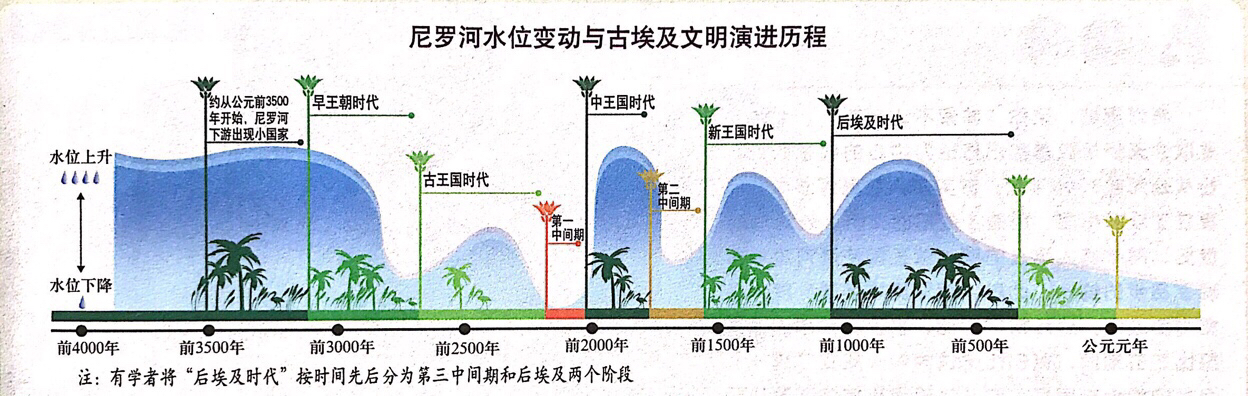 尼罗河水位变动与古埃及文明演进历程
约从公元前3500
年开始，尼罗河
下游出现小国家
早王朝时代
古王国时代
第一
中间期
中王国时代
第二
中间期
新王国时代
后埃及时代
水位上升
水位下降
前4000年
前3500年
前3000年
前2500年
前2000年
前1500年
前1000年
前500年
公元元年
注：有学者将“后埃及时代”按时间先后分为第三中间期和后埃及两个阶段